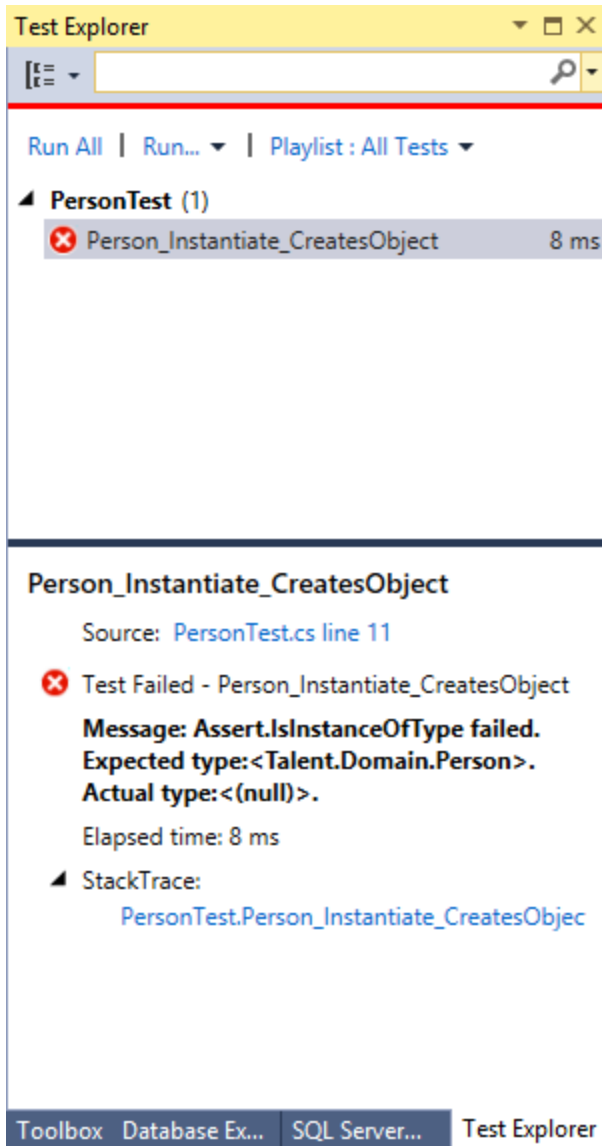 Test Explorer
Run All | Run... | Playlist : All Tests
PersonTest (1)
Person_Instantiate_CreatesObject 8 ms
Person_Instantiate_CreatesObject
Source: PersonTest.cs line 11
Test Failed - Person_Instantiate_CreatesObject
Message: Assert.IsInstanceOfType failed.
Expected type:<Talent.Domain.Person>.
Actual type:<(null)>.
Elapsed time: 8 ms
StackTrace:
PersonTest.Person_Instantiate_CreatesObjec
Toolbox Database Ex... SQL Server... Test Explorer